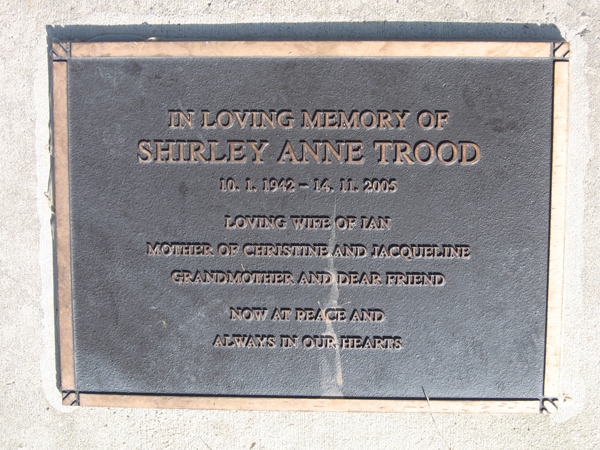 IN LOVING MEMORY OF
SHIRLEY ANNE TROOD
10. 1. 1942 – 14. 11. 2005
LOVING WIFE OF IAN
MOTHER OF CHRISTINE AND JACQUELINE
GRANDMOTHER AND DEAR FRIEND
NOW AT PEACE AND
ALWAYS IN OUR HEARTS